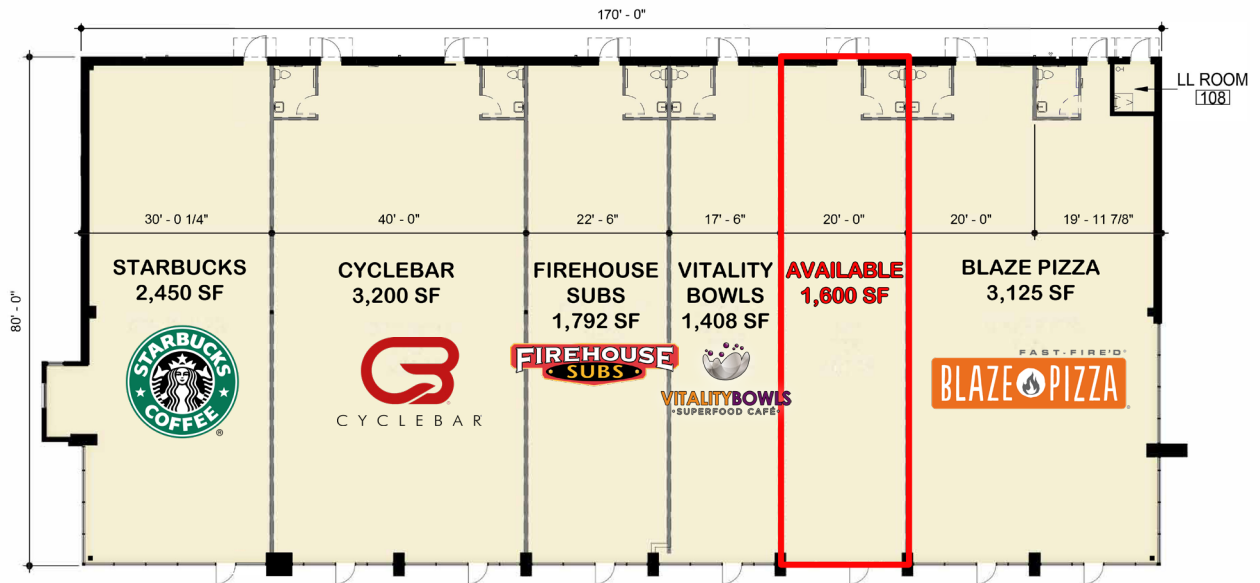 170' - 0"
LL ROOM
108
80' - 0"
30' - 0 1/4"
40' - 0"
22' - 6"
17' - 6"
20' - 0"
20' - 0"
19' - 11 7/8"
STARBUCKS
2,450 SF
CYCLEBAR
3,200 SF
FIREHOUSE
SUBS
1,792 SF
VITALITY
BOWLS
1,408 SF
AVAILABLE
1,600 SF
BLAZE PIZZA
3,125 SF
STARBUCKS
COFFEE
®
CYCLEBAR
FIREHOUSE
SUBS
VITALITYBOWLS
•SUPERFOOD CAFÉ•
FAST-FIRE'D®
BLAZE PIZZA